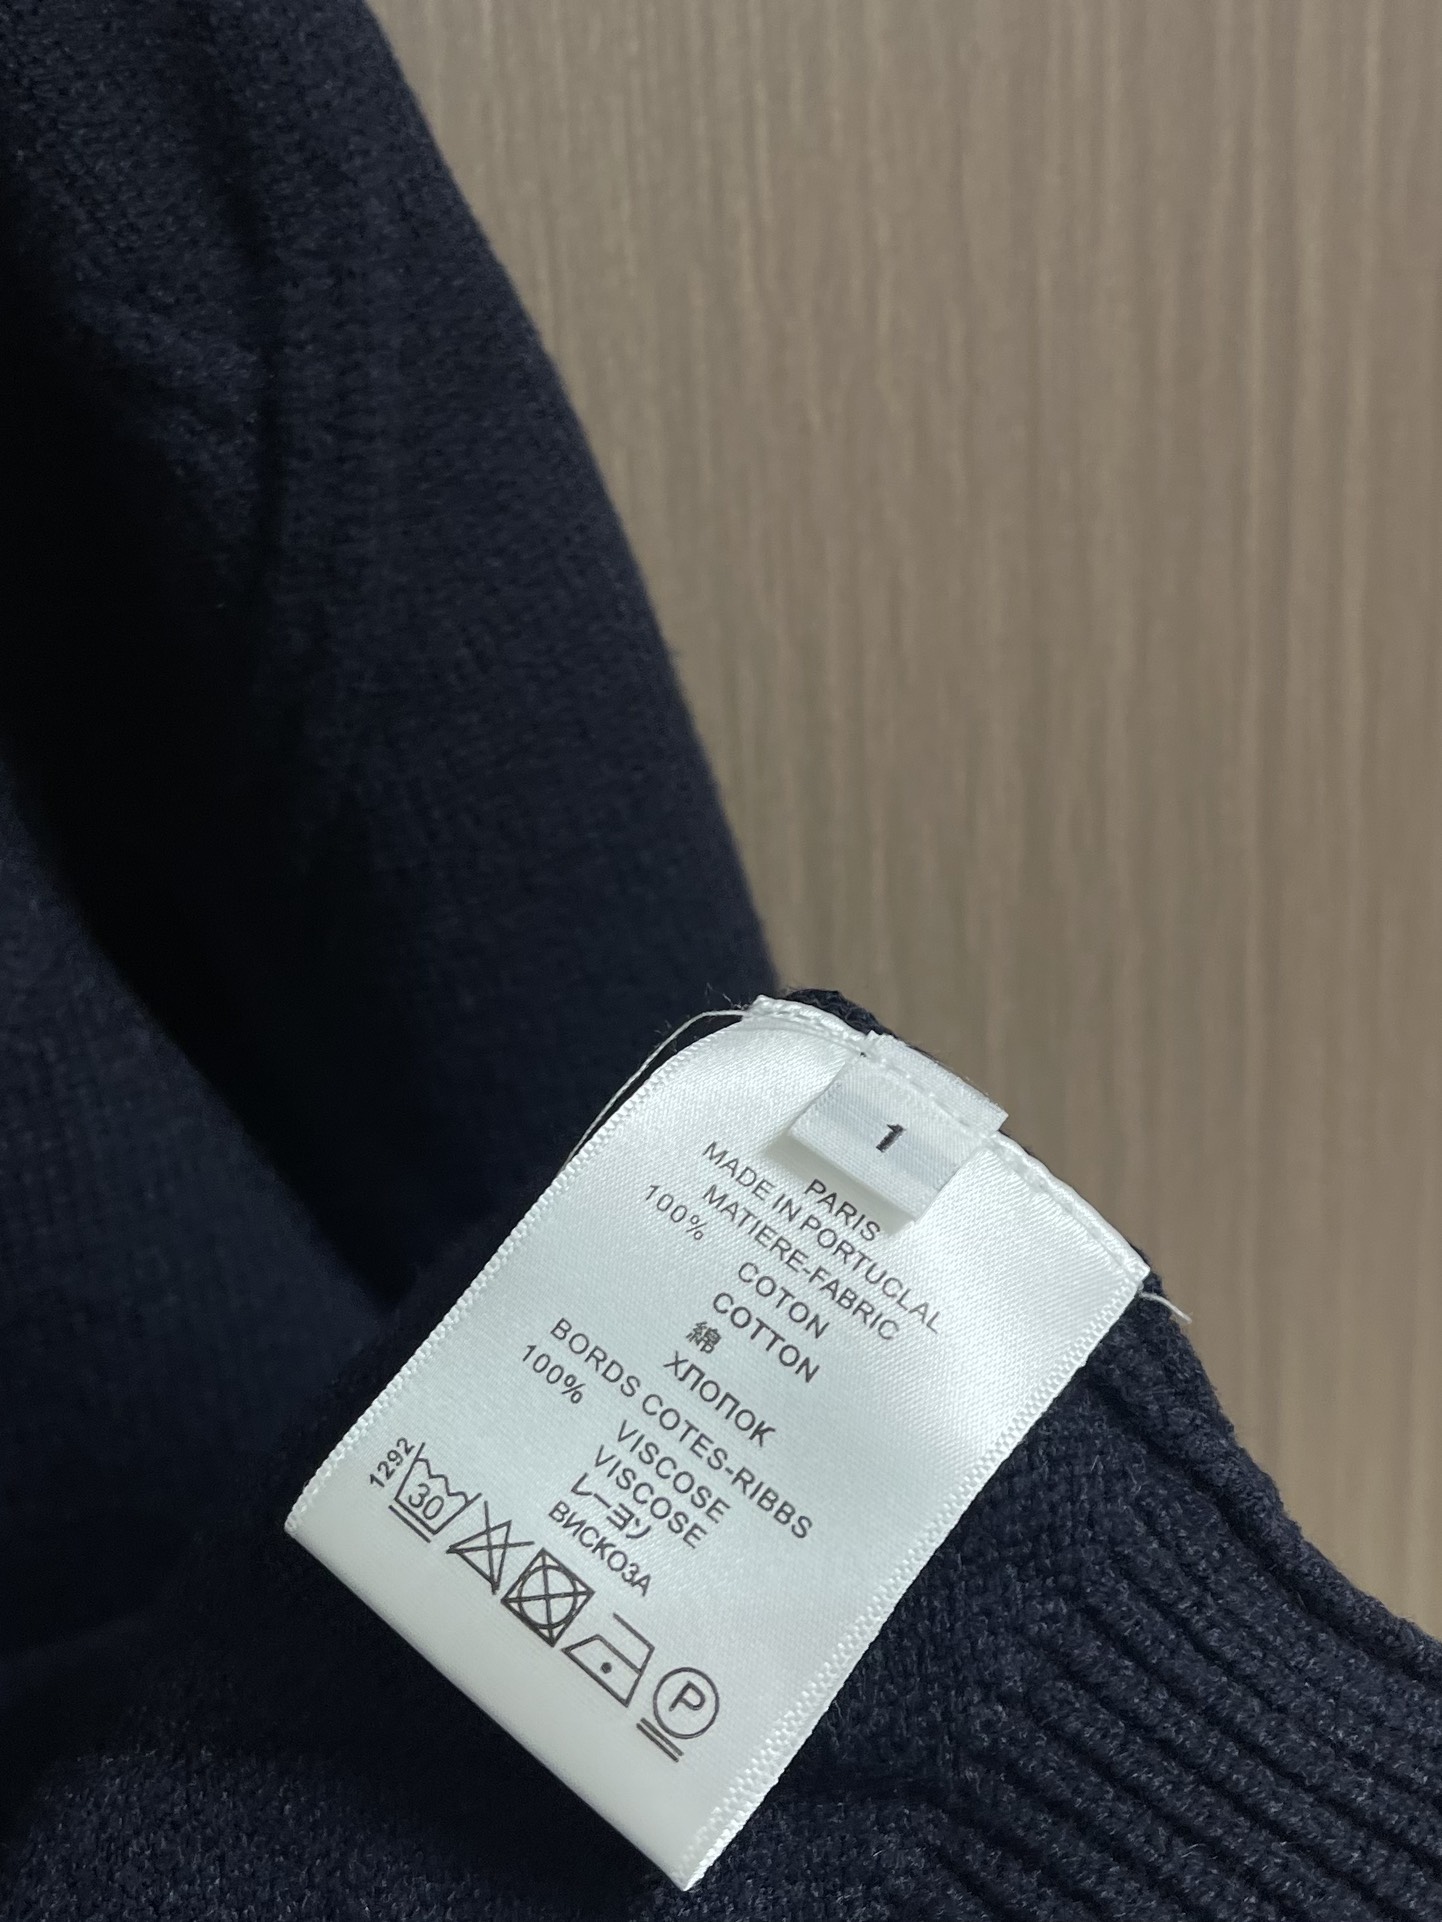 1
PARIS
MADE IN PORTUCLAL
MATIERE-FABRIC
100% COTON
COTTON
綿
ХЛОПОК
BORDS COTES-RIBBS
100% VISCOSE
VISCOSE
レーヨン
ВИСКОЗА
1292
30
P